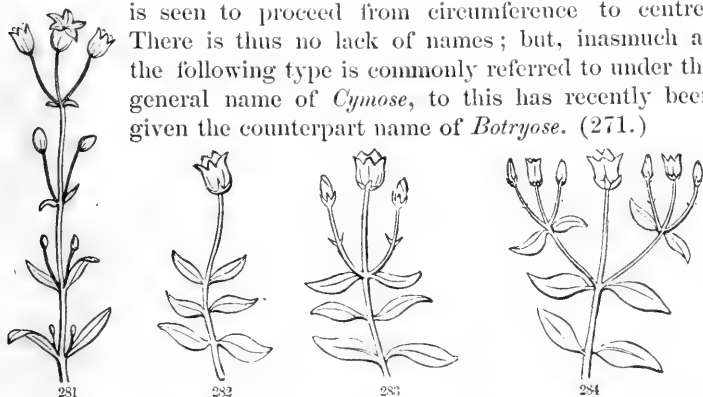 is seen to proceed from circumference to centre
There is thus no lack of names; but, inasmuch a
the following type is commonly referred to under th
general name of Cymose, to this has recently bee
given the counterpart name of Botryose. (271.)
281 282 283 284